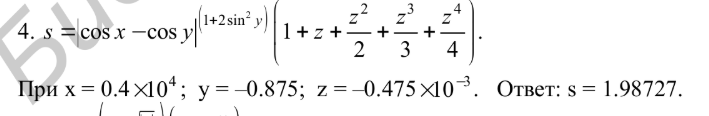 4. s = |cos x − cos y|^(1+2sin² y) (1 + z + z²/2 + z³/3 + z⁴/4).
При x = 0.4×10⁴; y = –0.875; z = –0.475×10⁻³. Ответ: s = 1.98727.